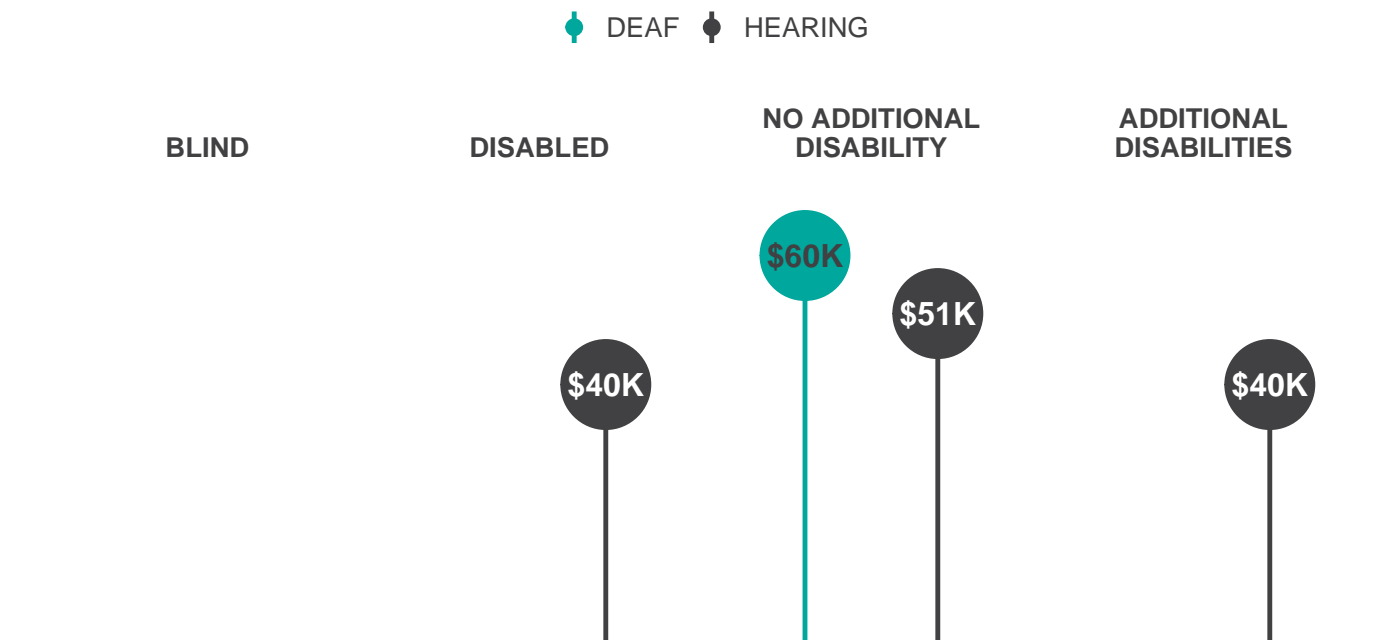 DEAF HEARING
BLIND
DISABLED
NO ADDITIONAL
DISABILITY
ADDITIONAL
DISABILITIES
$60K
$51K
$40K
$40K